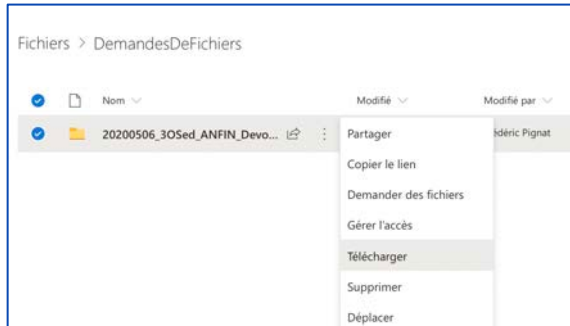 Fichiers > DemandesDeFichiers
Nom Modifié Modifié par
20200506_3OSed_ANFIN_Devo... édéric Pignat
Partager
Copier le lien
Demander des fichiers
Gérer l'accès
Télécharger
Supprimer
Déplacer